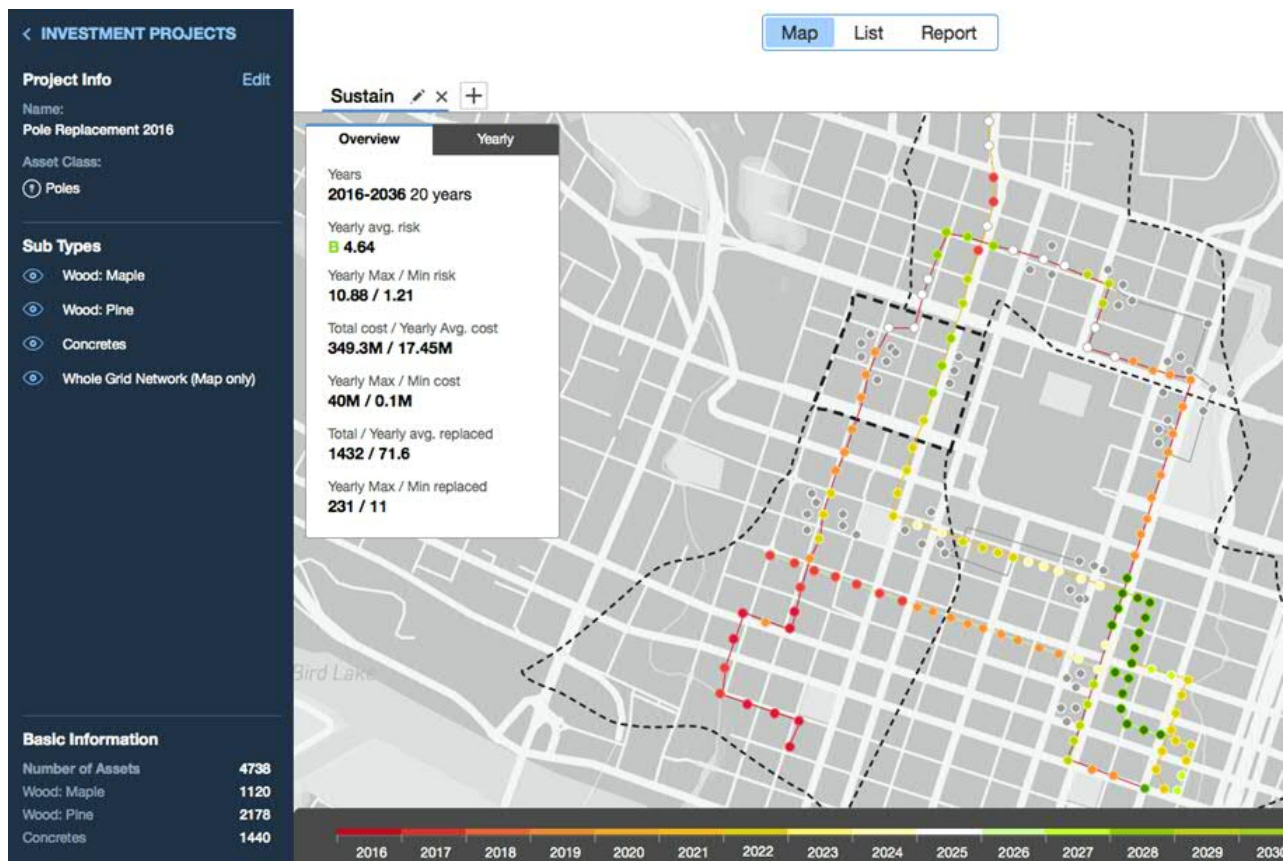 INVESTMENT PROJECTS
Project Info Edit
Name:
Pole Replacement 2016
Asset Class:
Poles
Sub Types
Wood: Maple
Wood: Pine
Concretes
Whole Grid Network (Map only)
Basic Information
Number of Assets 4738
Wood: Maple 1120
Wood: Pine 2178
Concretes 1440
Map List Report
Sustain
Overview Yearly
Years
2016-2036 20 years
Yearly avg. risk
B 4.64
Yearly Max / Min risk
10.88 / 1.21
Total cost / Yearly Avg. cost
349.3M / 17.45M
Yearly Max / Min cost
40M / 0.1M
Total / Yearly avg. replaced
1432 / 71.6
Yearly Max / Min replaced
231 / 11
Bird Lake
2016 2017 2018 2019 2020 2021 2022 2023 2024 2025 2026 2027 2028 2029